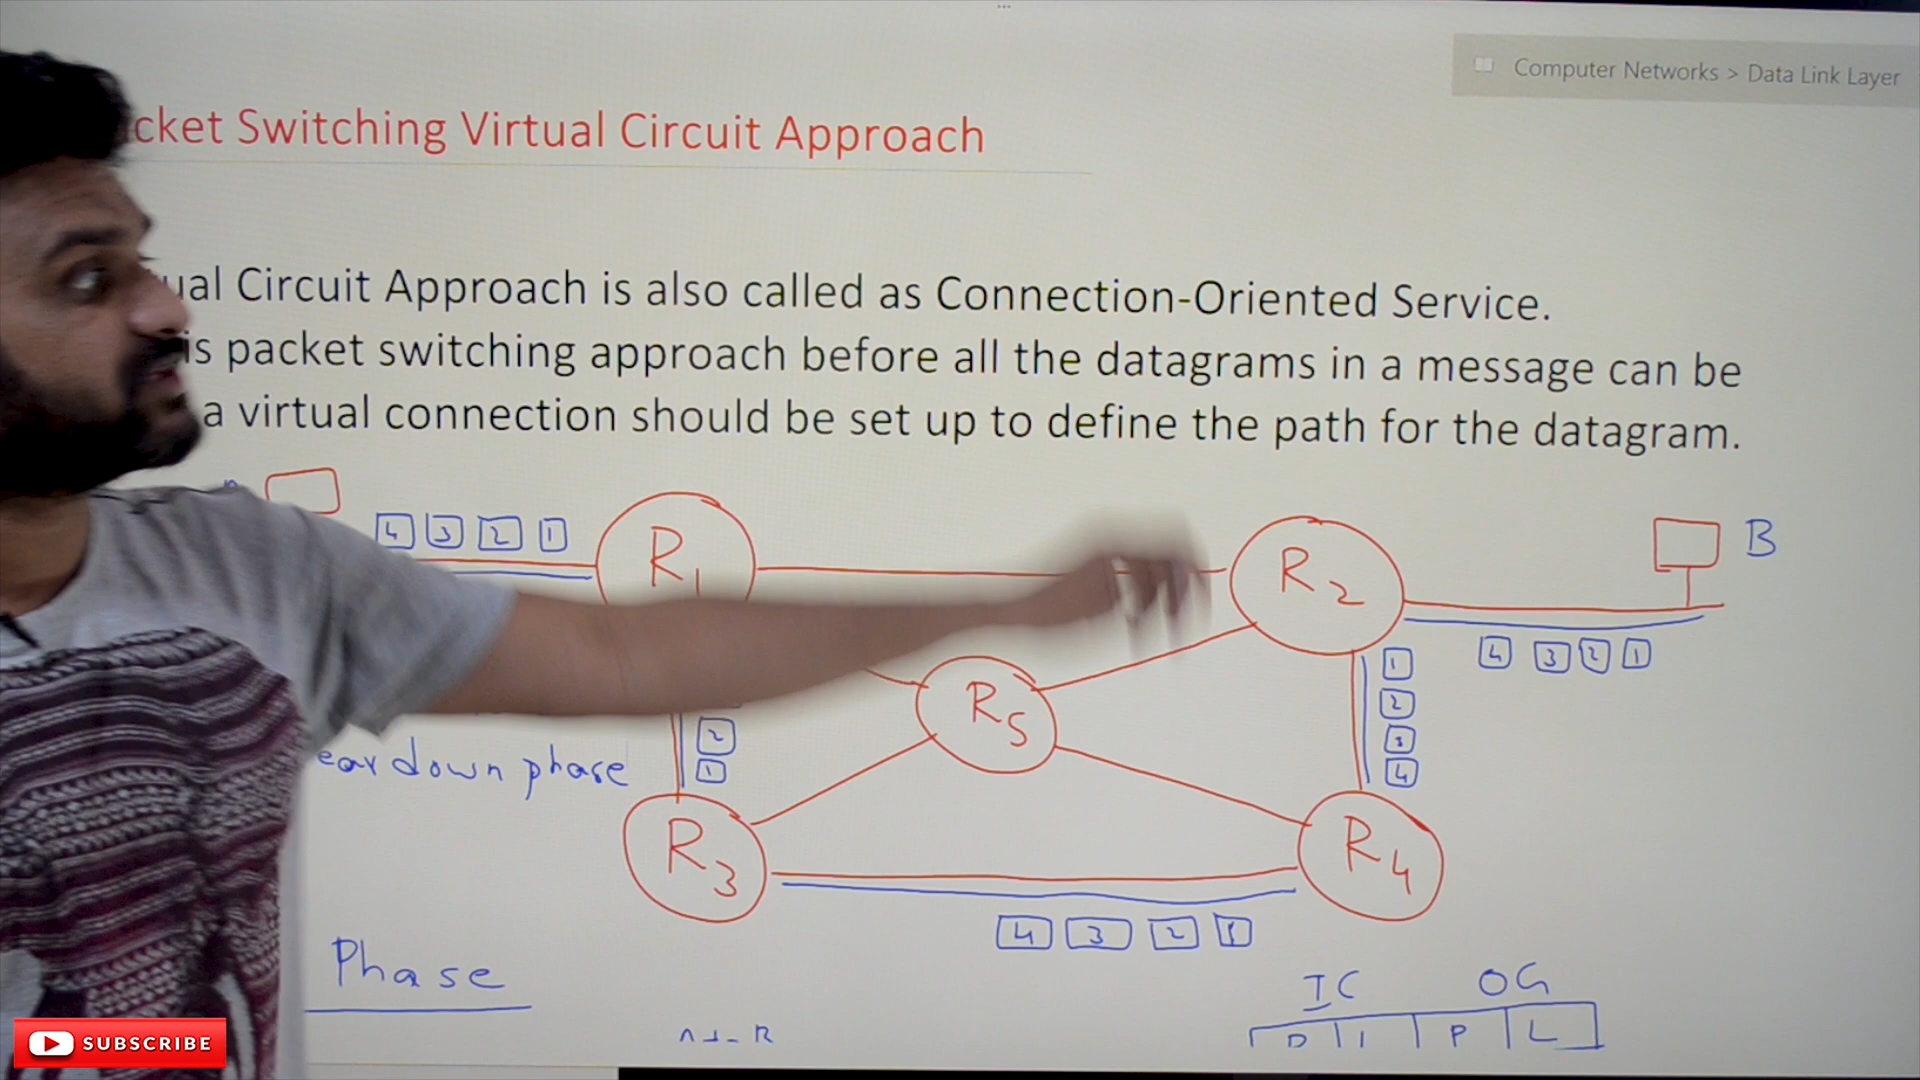 Computer Networks > Data Link Layer
cket Switching Virtual Circuit Approach
ual Circuit Approach is also called as Connection-Oriented Service.
is packet switching approach before all the datagrams in a message can be
a virtual connection should be set up to define the path for the datagram.
4 3 2 1
R1
R2
B
4 3 2 1
1
2
3
4
R5
2
1
ear down phase
R3
R4
4 3 2 1
Phase
IC OG
P L
SUBSCRIBE